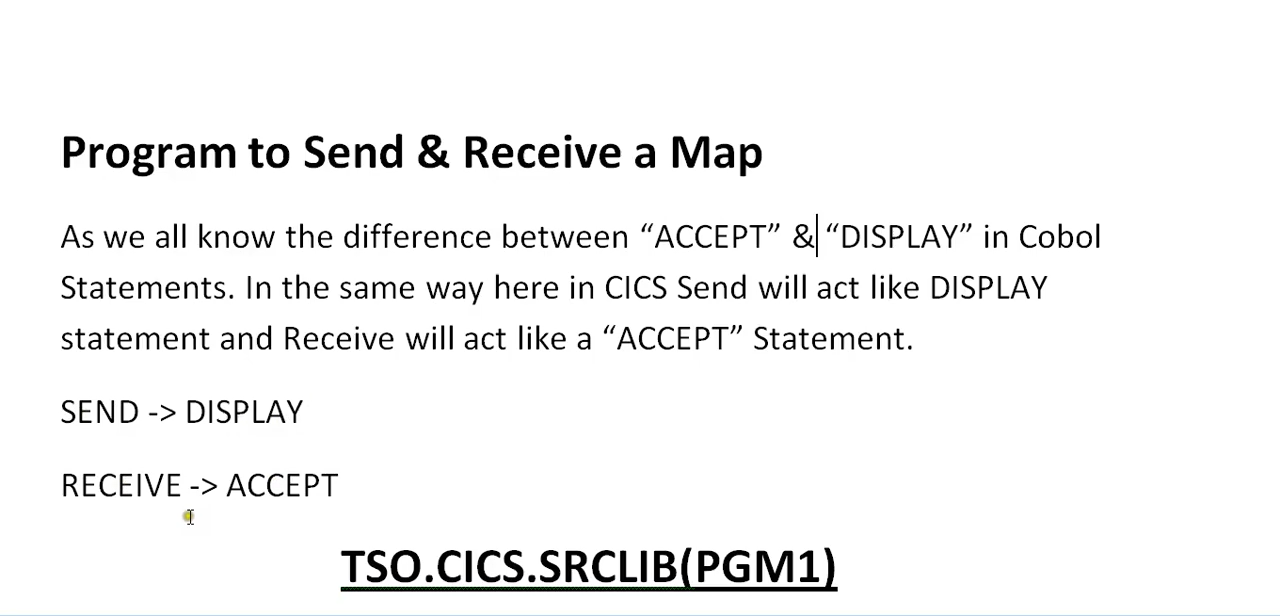 Program to Send & Receive a Map
As we all know the difference between “ACCEPT” & “DISPLAY” in Cobol
Statements. In the same way here in CICS Send will act like DISPLAY
statement and Receive will act like a “ACCEPT” Statement.
SEND -> DISPLAY
RECEIVE -> ACCEPT
TSO.CICS.SRCLIB(PGM1)